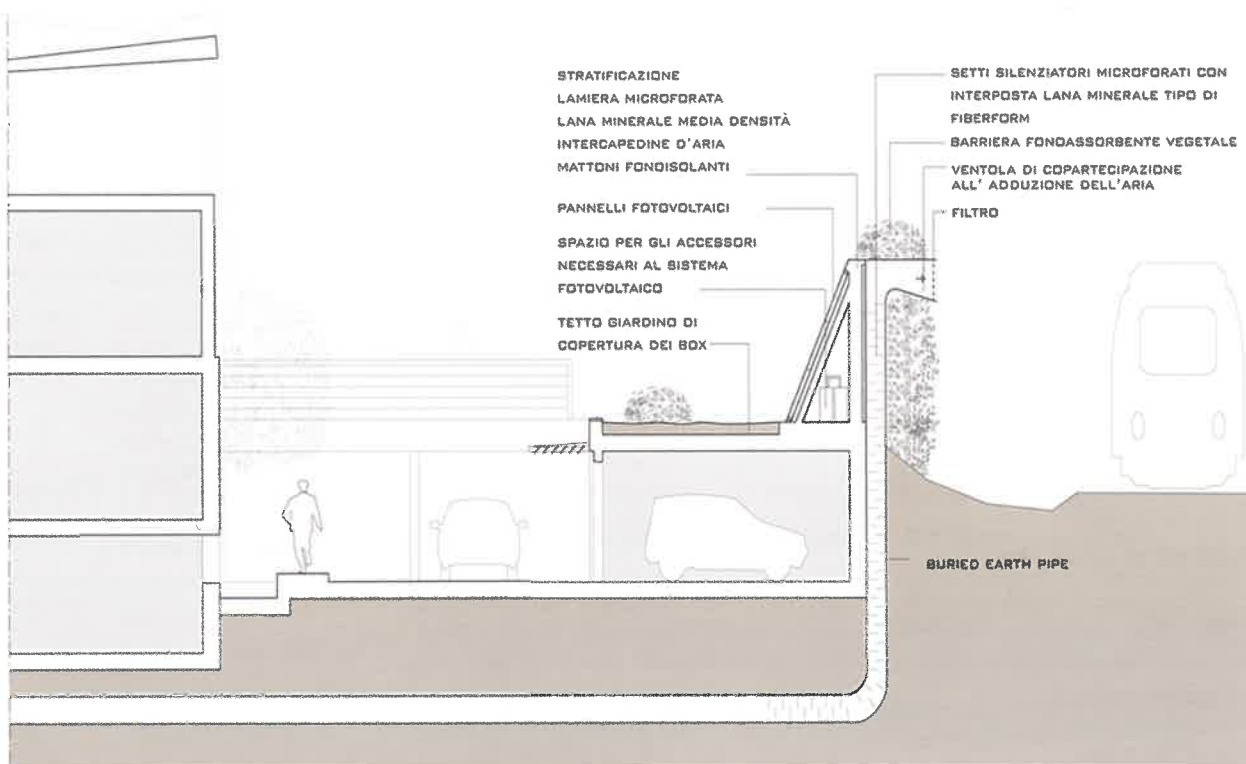 STRATIFICAZIONE
LAMIERA MICROFORATA
LANA MINERALE MEDIA DENSITÀ
INTERCAPEDINE D'ARIA
MATTONI FONOISOLANTI
PANNELLI FOTOVOLTAICI
SPAZIO PER GLI ACCESSORI
NECESSARI AL SISTEMA
FOTOVOLTAICO
TETTO GIARDINO DI
COPERTURA DEI BOX
SETTI SILENZIATORI MICROFORATI CON
INTERPOSTA LANA MINERALE TIPO DI
FIBERFORM
BARRIERA FONOASSORBENTE VEGETALE
VENTOLA DI COPARTECIPAZIONE
ALL' ADDUZIONE DELL'ARIA
FILTRO
BURIED EARTH PIPE